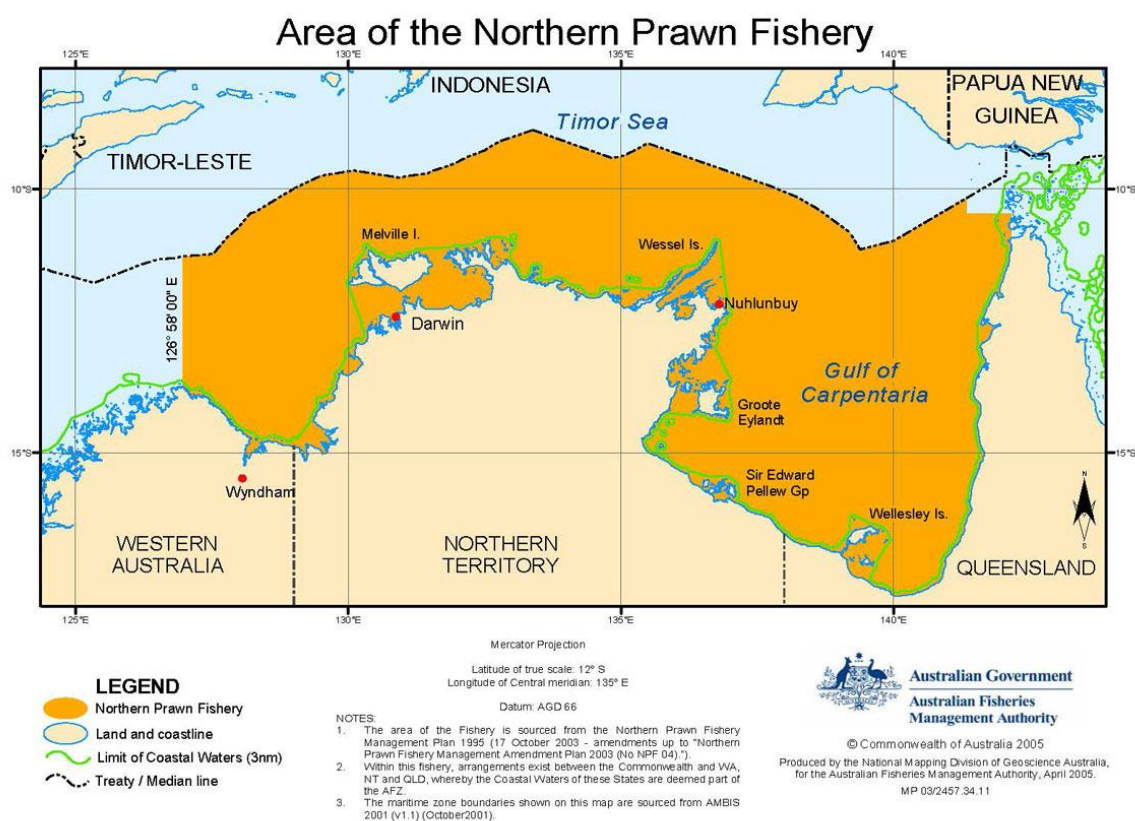 Area of the Northern Prawn Fishery
125°E 130°E 135°E 140°E
INDONESIA
PAPUA NEW
GUINEA
Timor Sea
TIMOR-LESTE
10°S 10°S
Melville I.
Wessel Is.
126° 58' 00" E
Nuhlunbuy
Darwin
Gulf of
Carpentaria
Groote
Eylandt
15°S 15°S
Sir Edward
Pellew Gp
Wyndham
Wellesley Is.
N
S
WESTERN
AUSTRALIA
NORTHERN
TERRITORY
QUEENSLAND
125°E 130°E 135°E 140°E
Mercator Projection
Latitude of true scale: 12° S
Longitude of Central meridian: 135° E
Datum: AGD 66
LEGEND
Northern Prawn Fishery
Land and coastline
Limit of Coastal Waters (3nm)
Treaty / Median line
NOTES:
1. The area of the Fishery is sourced from the Northern Prawn Fishery
Management Plan 1995 (17 October 2003 - amendments up to "Northern
Prawn Fishery Management Amendment Plan 2003 (No NPF 04).").
2. Within this fishery, arrangements exist between the Commonwealth and WA,
NT and QLD, whereby the Coastal Waters of these States are deemed part of
the AFZ.
3. The maritime zone boundaries shown on this map are sourced from AMBIS
2001 (v1.1) (October2001).
Australian Government
Australian Fisheries
Management Authority
© Commonwealth of Australia 2005
Produced by the National Mapping Division of Geoscience Australia,
for the Australian Fisheries Management Authority, April 2005.
MP 03/2457.34.11